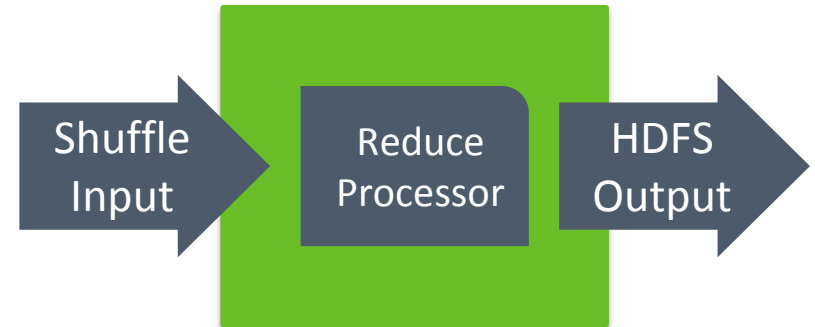 Shuffle
Input
Reduce
Processor
HDFS
Output